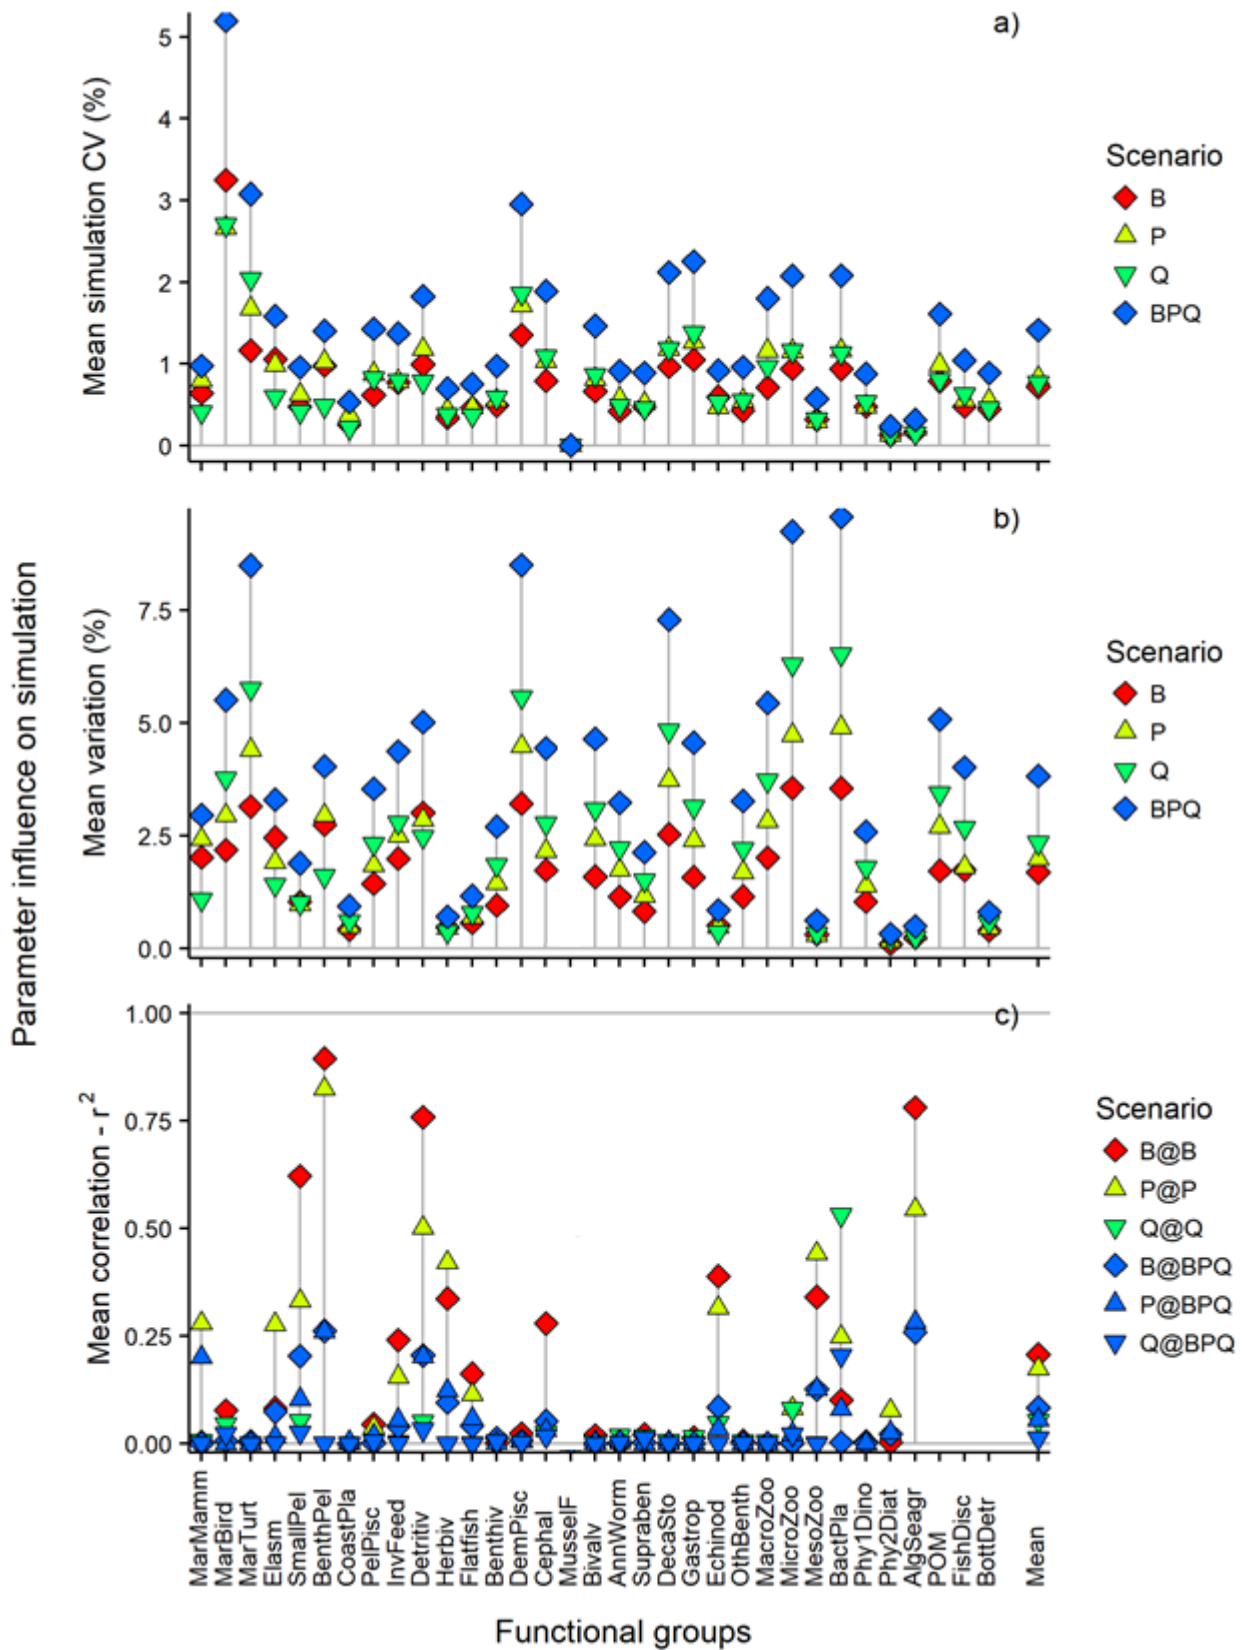 a)
Mean simulation CV (%)
5
4
3
2
1
0
Scenario
B
P
Q
BPQ
Parameter influence on simulation
b)
Mean variation (%)
7.5
5.0
2.5
0.0
Scenario
B
P
Q
BPQ
c)
Mean correlation - r²
1.00
0.75
0.50
0.25
0.00
Scenario
B@B
P@P
Q@Q
B@BPQ
P@BPQ
Q@BPQ
MarMamm
MarBird
MarTurt
Elasm
SmallPel
BenthPel
CoastPla
PelPisc
InvFeed
Detritiv
Herbiv
Flatfish
Benthiv
DemPisc
Cephal
MusselF
Bivalv
AnnWorm
Supraben
DecaSto
Gastrop
Echinod
OthBenth
MacroZoo
MicroZoo
MesoZoo
BactPla
Phy1Dino
Phy2Diat
AlgSeagr
POM
FishDisc
BottDetr
Mean
Functional groups